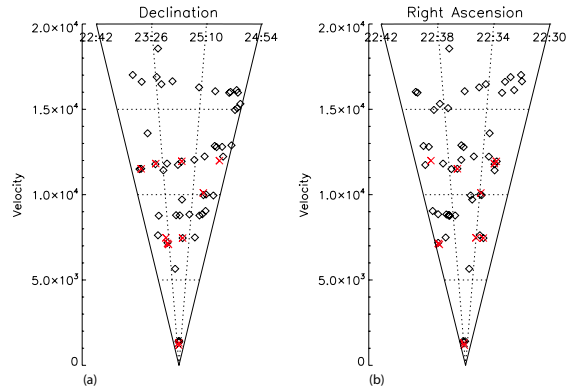 Declination
22:42 23:26 25:10 24:54
2.0×10⁴
1.5×10⁴
1.0×10⁴
5.0×10³
0
Velocity
(a)
Right Ascension
22:42 22:38 22:34 22:30
2.0×10⁴
1.5×10⁴
1.0×10⁴
5.0×10³
0
Velocity
(b)